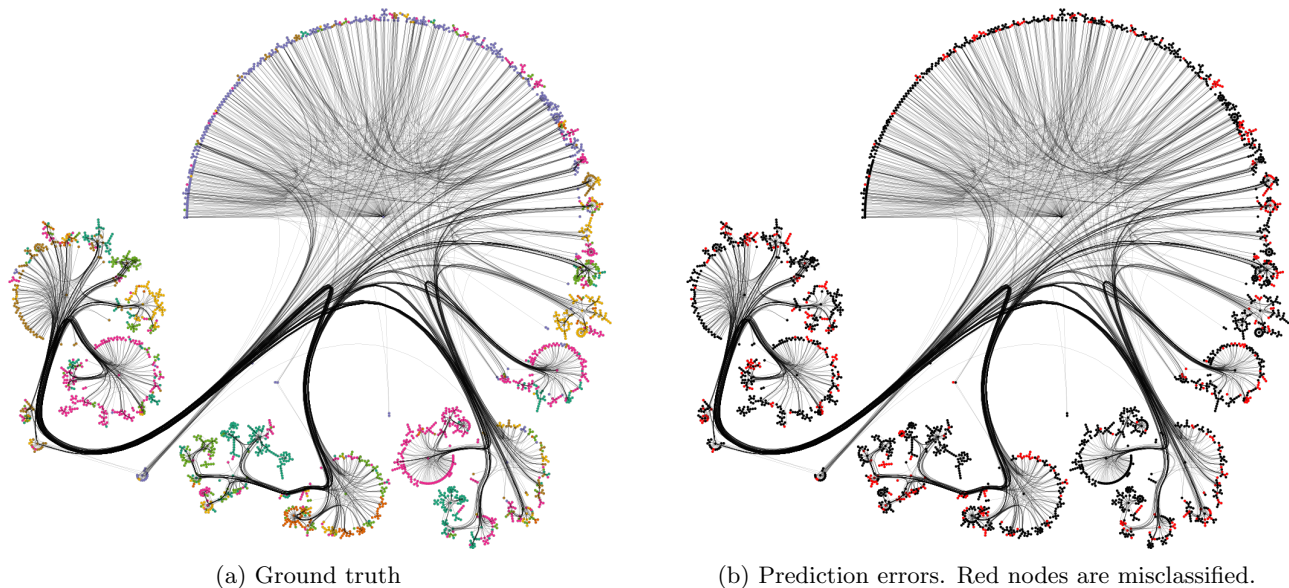 (a) Ground truth
(b) Prediction errors. Red nodes are misclassified.